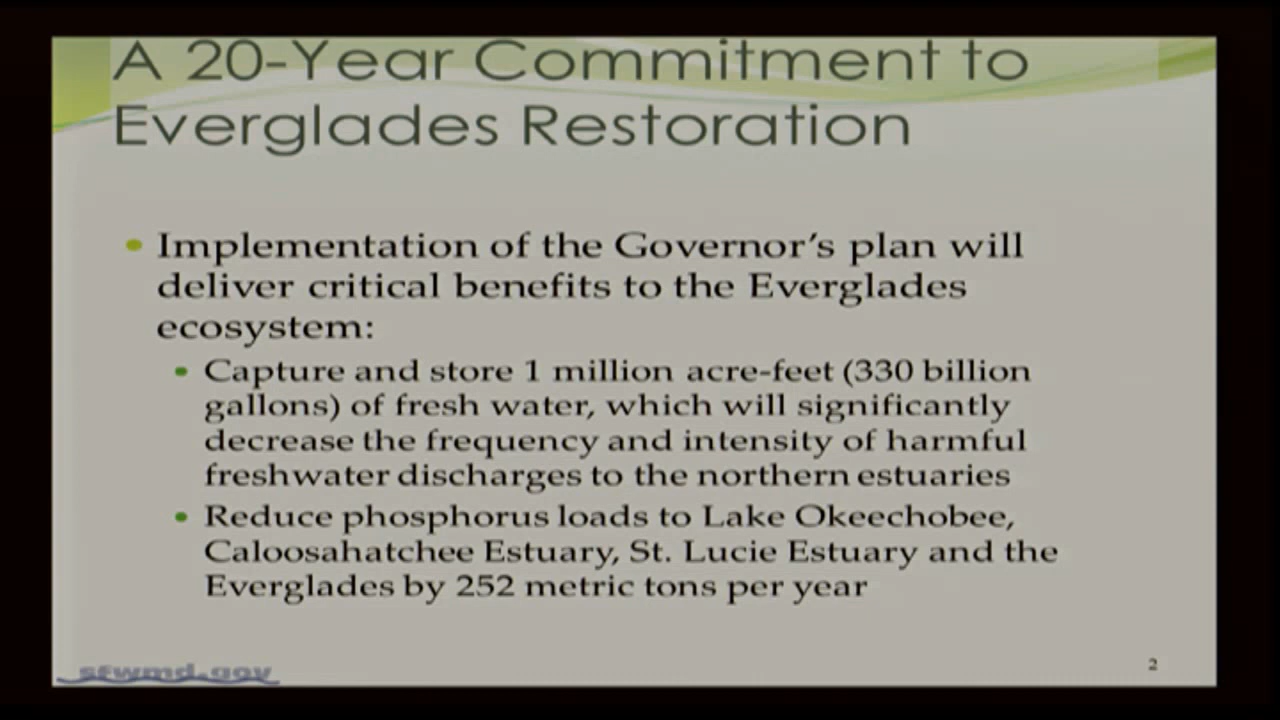 A 20-Year Commitment to
Everglades Restoration
• Implementation of the Governor's plan will
deliver critical benefits to the Everglades
ecosystem:
• Capture and store 1 million acre-feet (330 billion
gallons) of fresh water, which will significantly
decrease the frequency and intensity of harmful
freshwater discharges to the northern estuaries
• Reduce phosphorus loads to Lake Okeechobee,
Caloosahatchee Estuary, St. Lucie Estuary and the
Everglades by 252 metric tons per year
sfwmd.gov
2